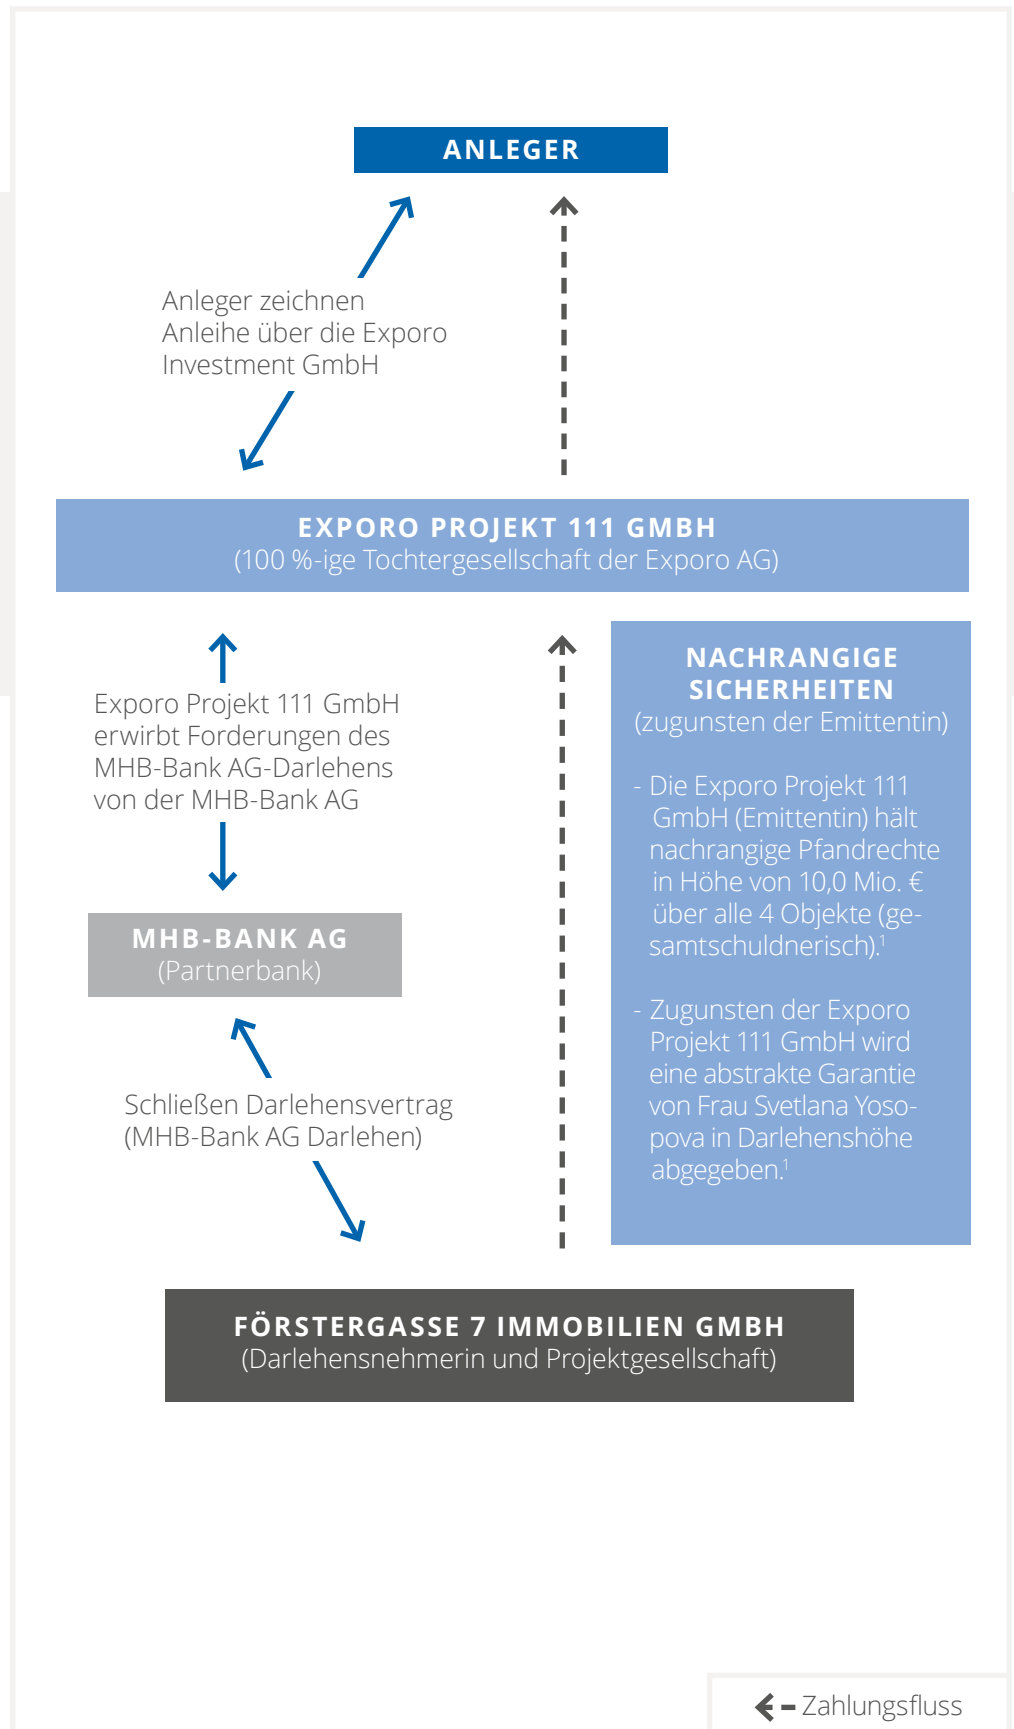 ANLEGER
Anleger zeichnen
Anleihe über die Exporo
Investment GmbH
EXPORO PROJEKT 111 GMBH
(100 %-ige Tochtergesellschaft der Exporo AG)
Exporo Projekt 111 GmbH
erwirbt Forderungen des
MHB-Bank AG-Darlehens
von der MHB-Bank AG
NACHRANGIGE
SICHERHEITEN
(zugunsten der Emittentin)
- Die Exporo Projekt 111
GmbH (Emittentin) hält
nachrangige Pfandrechte
in Höhe von 10,0 Mio. €
über alle 4 Objekte (ge-
samtschuldnerisch).¹
- Zugunsten der Exporo
Projekt 111 GmbH wird
eine abstrakte Garantie
von Frau Svetlana Yoso-
pova in Darlehenshöhe
abgegeben.¹
MHB-BANK AG
(Partnerbank)
Schließen Darlehensvertrag
(MHB-Bank AG Darlehen)
FÖRSTERGASSE 7 IMMOBILIEN GMBH
(Darlehensnehmerin und Projektgesellschaft)
Zahlungsfluss